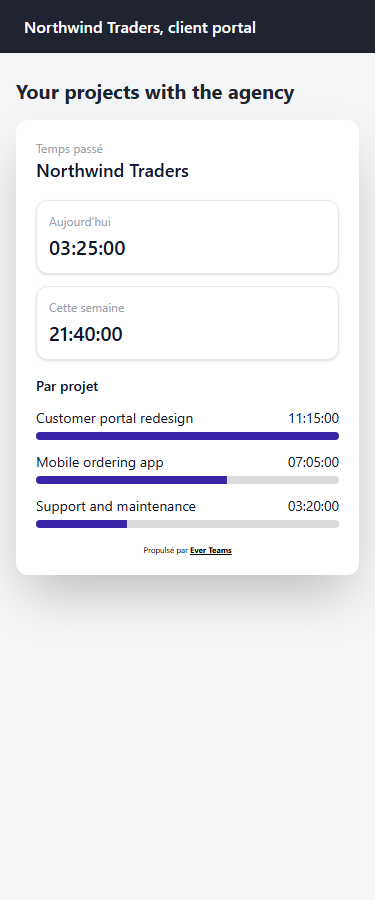 Northwind Traders, client portal
Your projects with the agency
Temps passé
Northwind Traders
Aujourd'hui
03:25:00
Cette semaine
21:40:00
Par projet
Customer portal redesign 11:15:00
Mobile ordering app 07:05:00
Support and maintenance 03:20:00
Propulsé par Ever Teams